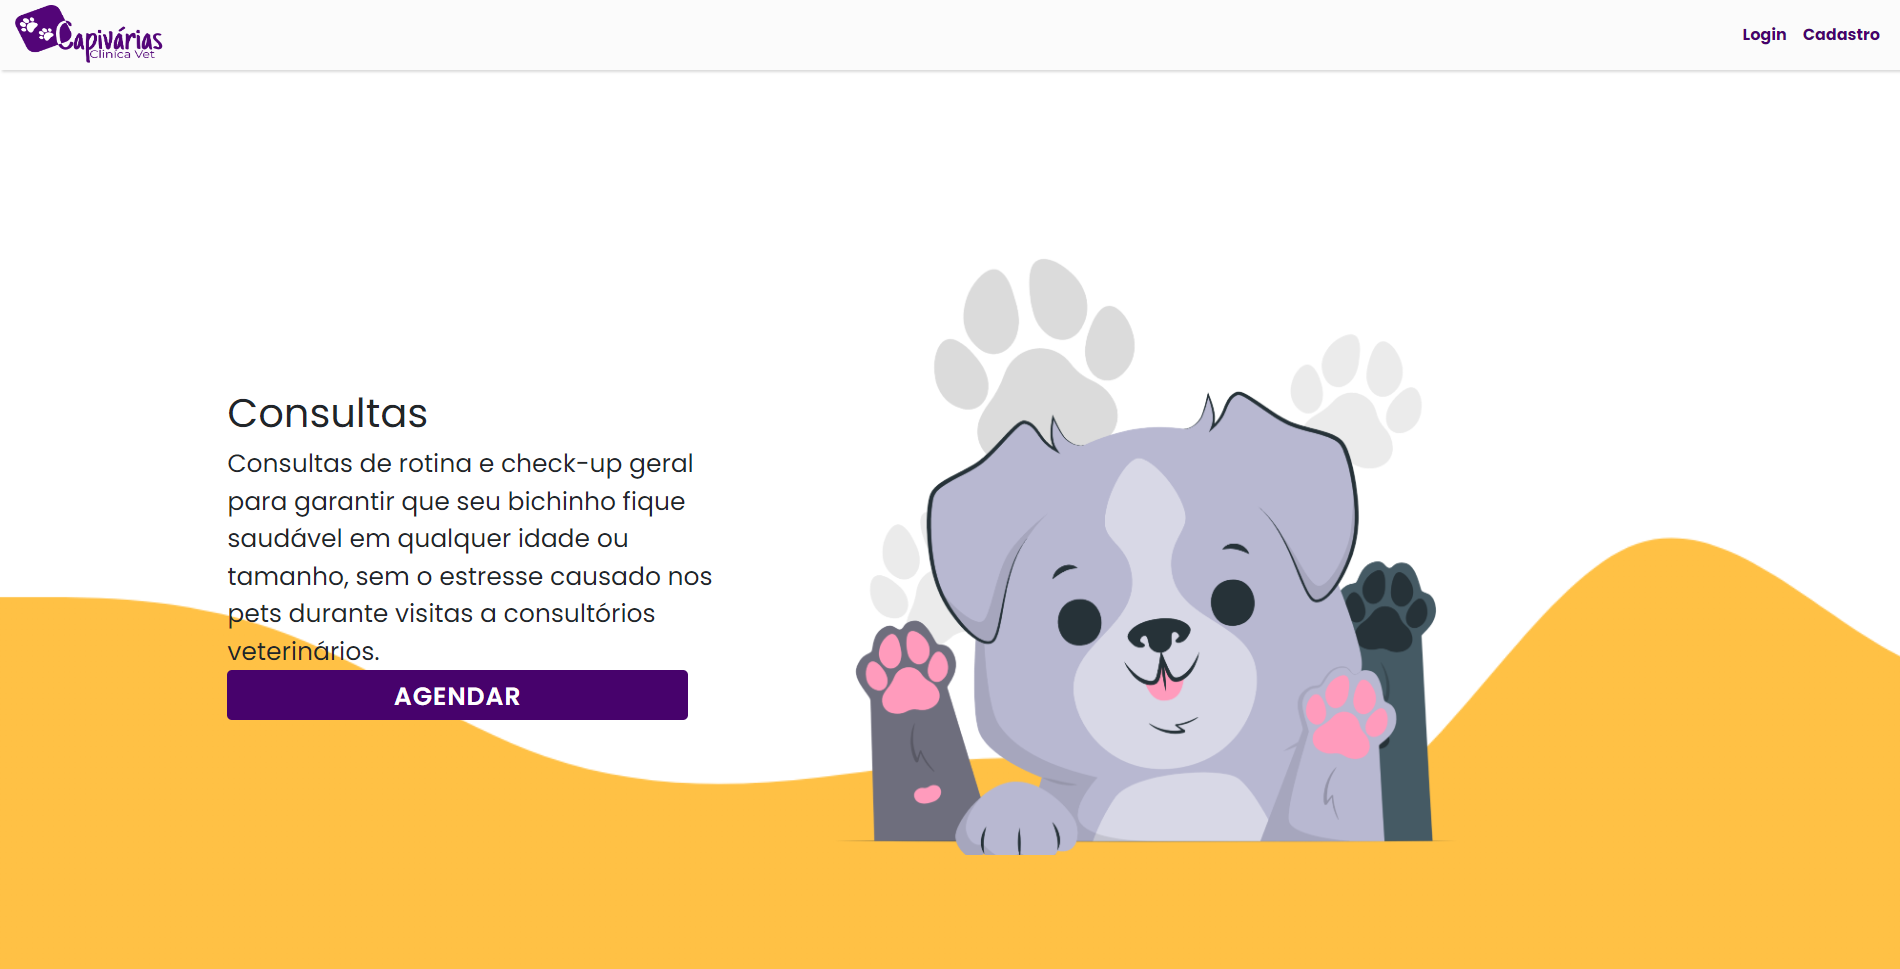 Capivárias
Clínica Vet
Login Cadastro
Consultas
Consultas de rotina e check-up geral
para garantir que seu bichinho fique
saudável em qualquer idade ou
tamanho, sem o estresse causado nos
pets durante visitas a consultórios
veterinários.
AGENDAR